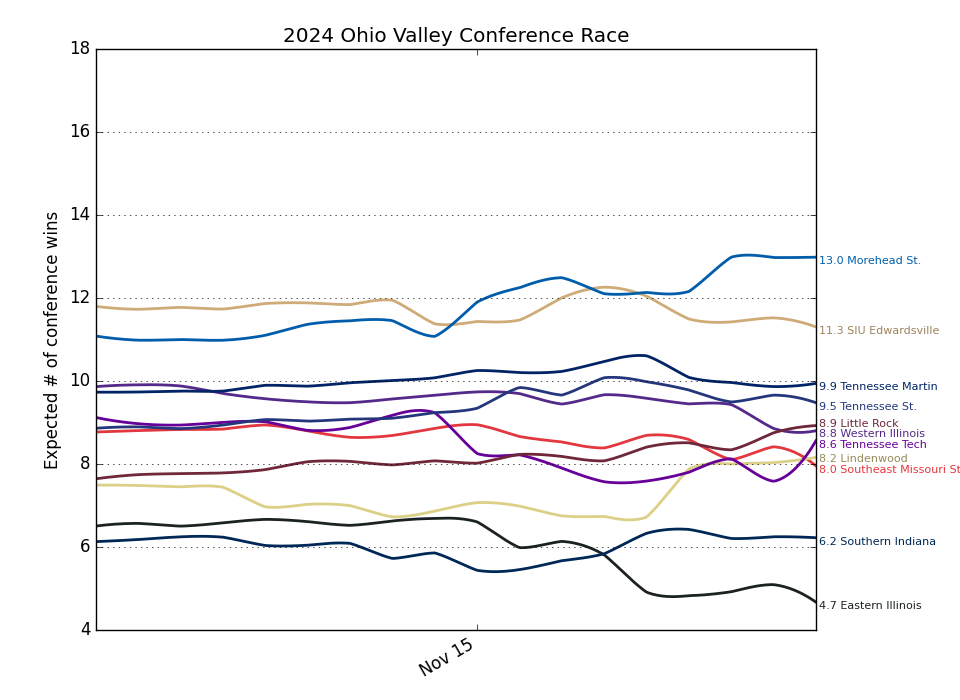 2024 Ohio Valley Conference Race
Expected # of conference wins
18
16
14
12
10
8
6
4
Nov 15
13.0 Morehead St.
11.3 SIU Edwardsville
9.9 Tennessee Martin
9.5 Tennessee St.
8.9 Little Rock
8.8 Western Illinois
8.6 Tennessee Tech
8.2 Lindenwood
8.0 Southeast Missouri St
6.2 Southern Indiana
4.7 Eastern Illinois